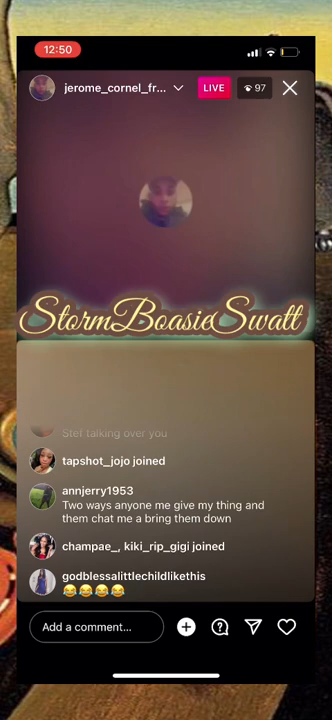 12:50
jerome_cornel_fr...
LIVE
97
StormBoasieSwatt
Stef talking over you
tapshot_jojo joined
annjerry1953
Two ways anyone me give my thing and
them chat me a bring them down
champae_, kiki_rip_gigi joined
godblessalittlechildlikethis
😂😂😂😂
Add a comment...